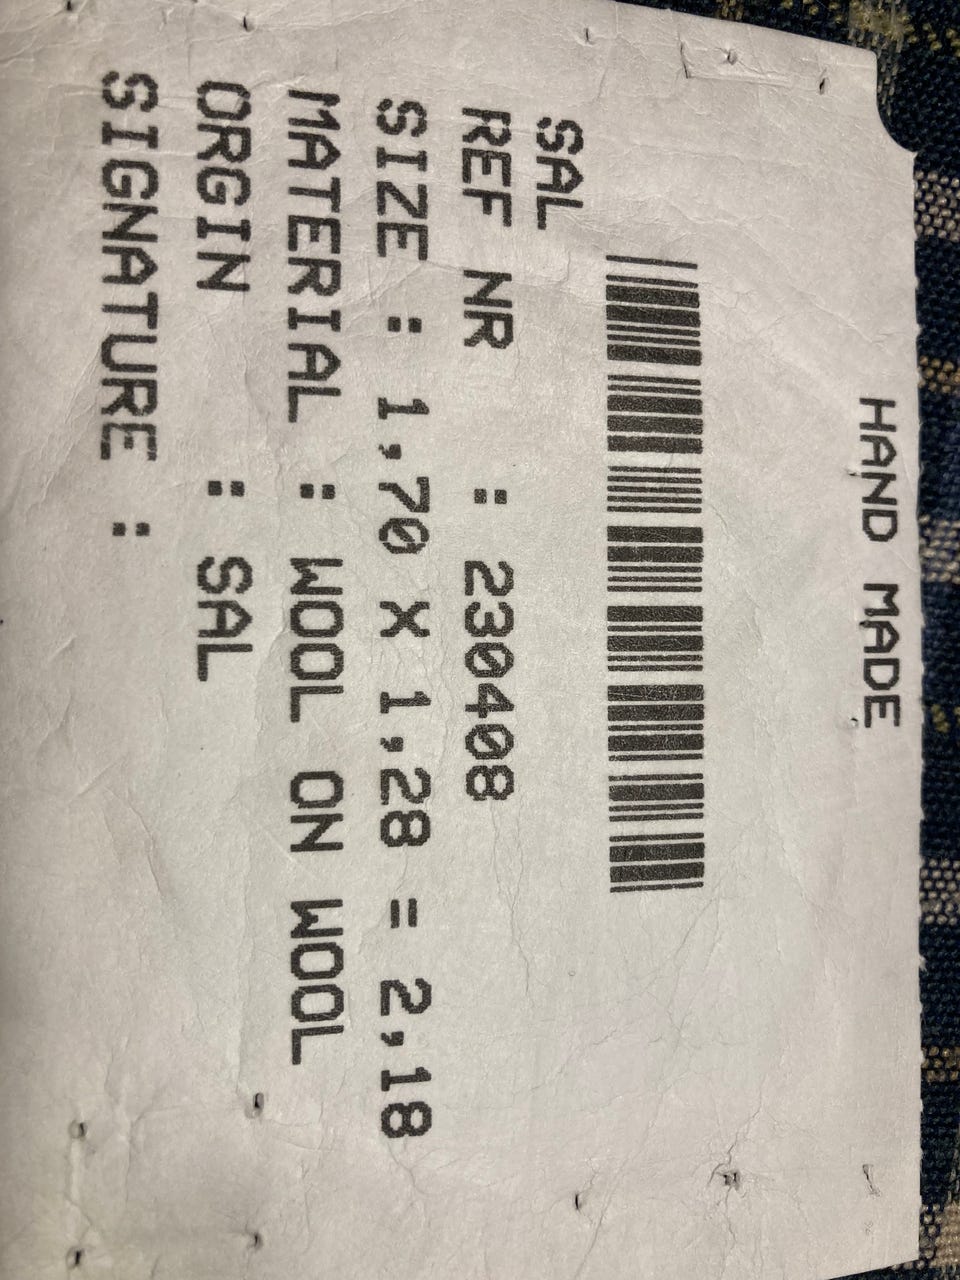 HAND MADE
SAL
REF NR : 230408
SIZE : 1,70 X 1,28 = 2,18
MATERIAL : WOOL ON WOOL
ORGIN : SAL
SIGNATURE :